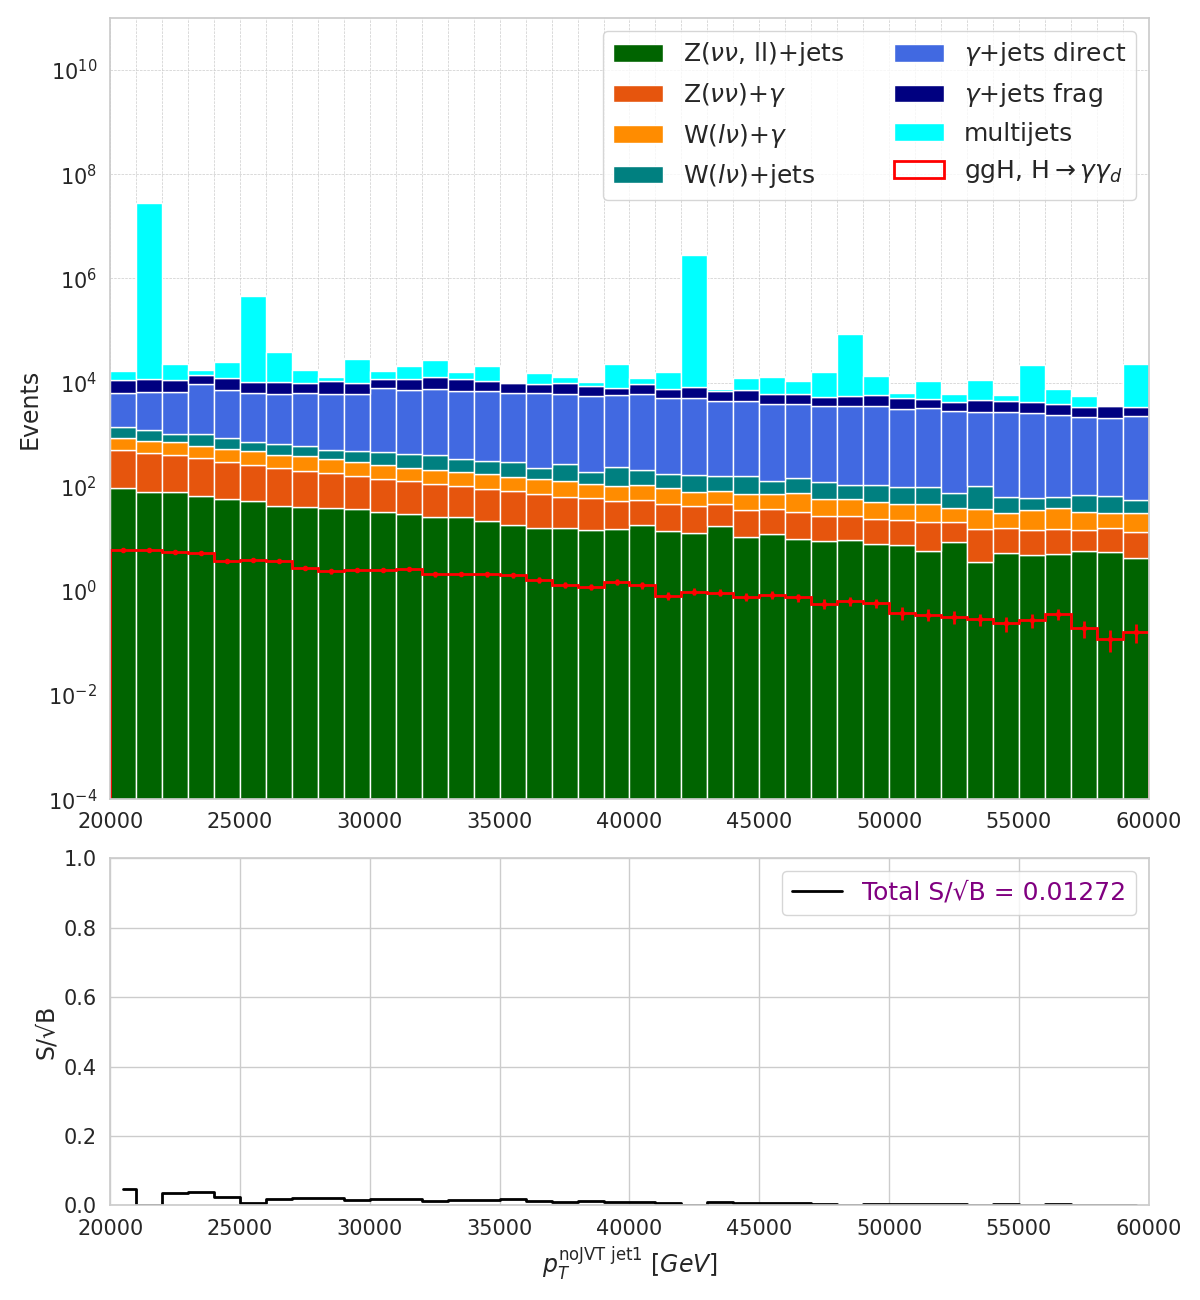 Z(νν, ll)+jets
Z(νν)+γ
W(lν)+γ
W(lν)+jets
γ+jets direct
γ+jets frag
multijets
ggH, H→γγ_d
Events
10^10
10^8
10^6
10^4
10^2
10^0
10^−2
10^−4
20000 25000 30000 35000 40000 45000 50000 55000 60000
Total S/√B = 0.01272
S/√B
1.0
0.8
0.6
0.4
0.2
0.0
20000 25000 30000 35000 40000 45000 50000 55000 60000
p_T^noJVT jet1 [GeV]